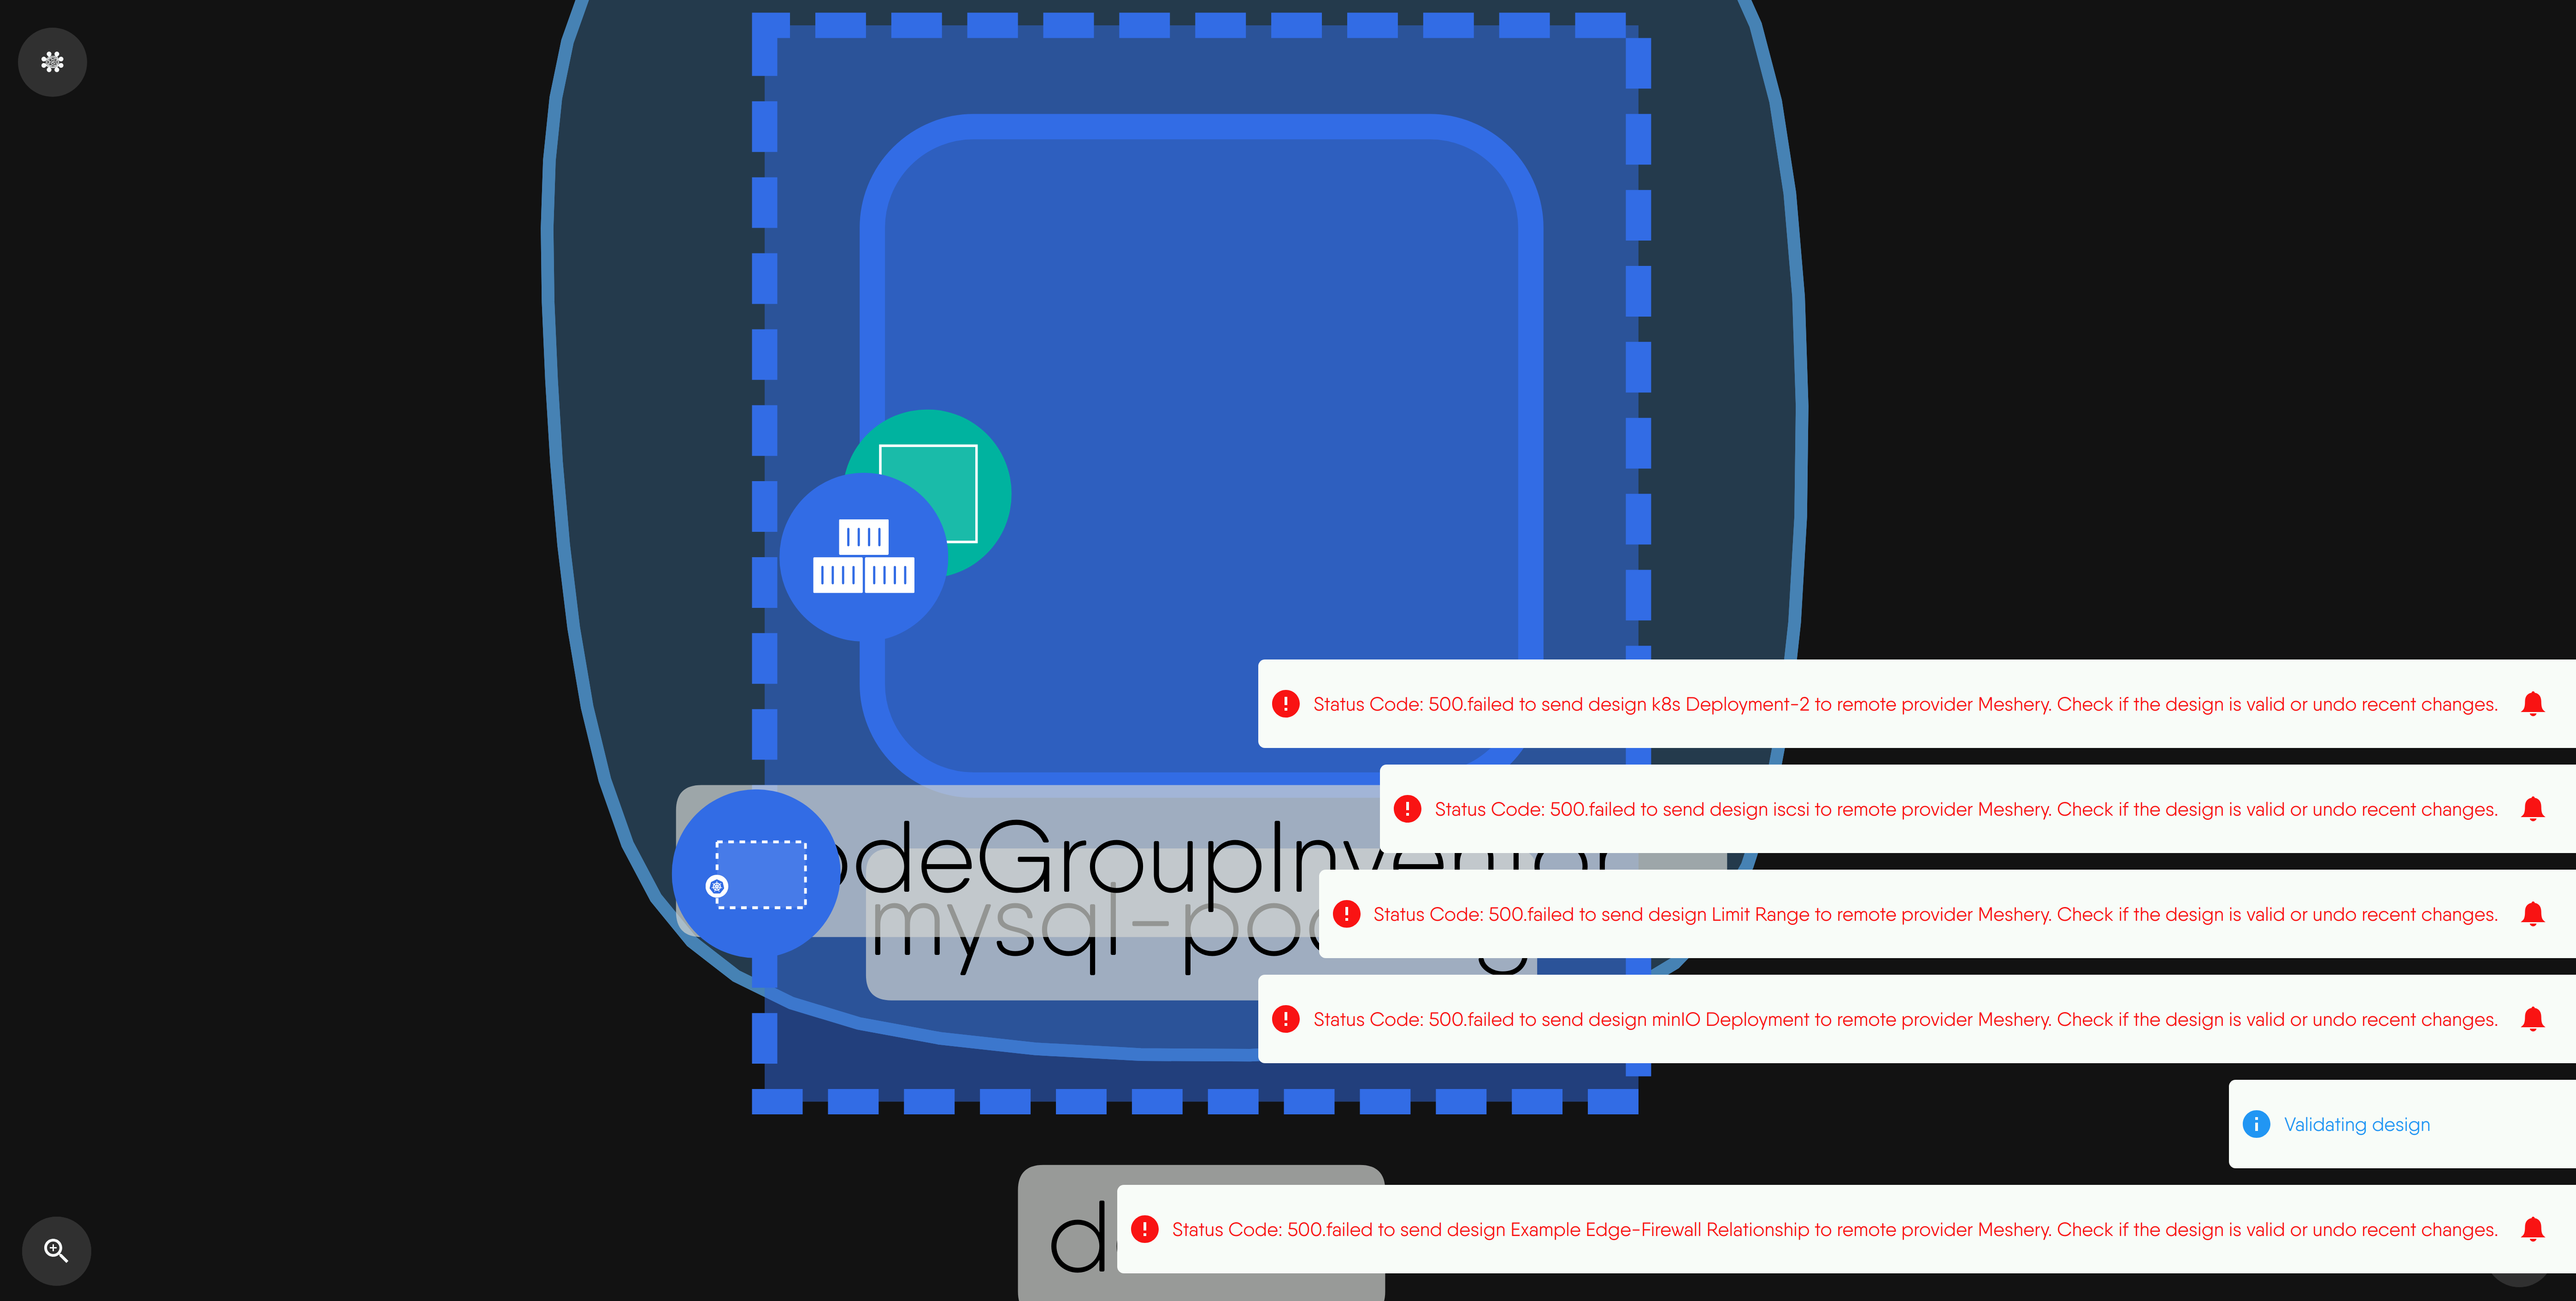 Status Code: 500.failed to send design k8s Deployment-2 to remote provider Meshery. Check if the design is valid or undo recent changes.
Status Code: 500.failed to send design iscsi to remote provider Meshery. Check if the design is valid or undo recent changes.
odeGroupInventor
Status Code: 500.failed to send design Limit Range to remote provider Meshery. Check if the design is valid or undo recent changes.
mysql-po
Status Code: 500.failed to send design minIO Deployment to remote provider Meshery. Check if the design is valid or undo recent changes.
Validating design
Status Code: 500.failed to send design Example Edge-Firewall Relationship to remote provider Meshery. Check if the design is valid or undo recent changes.
d